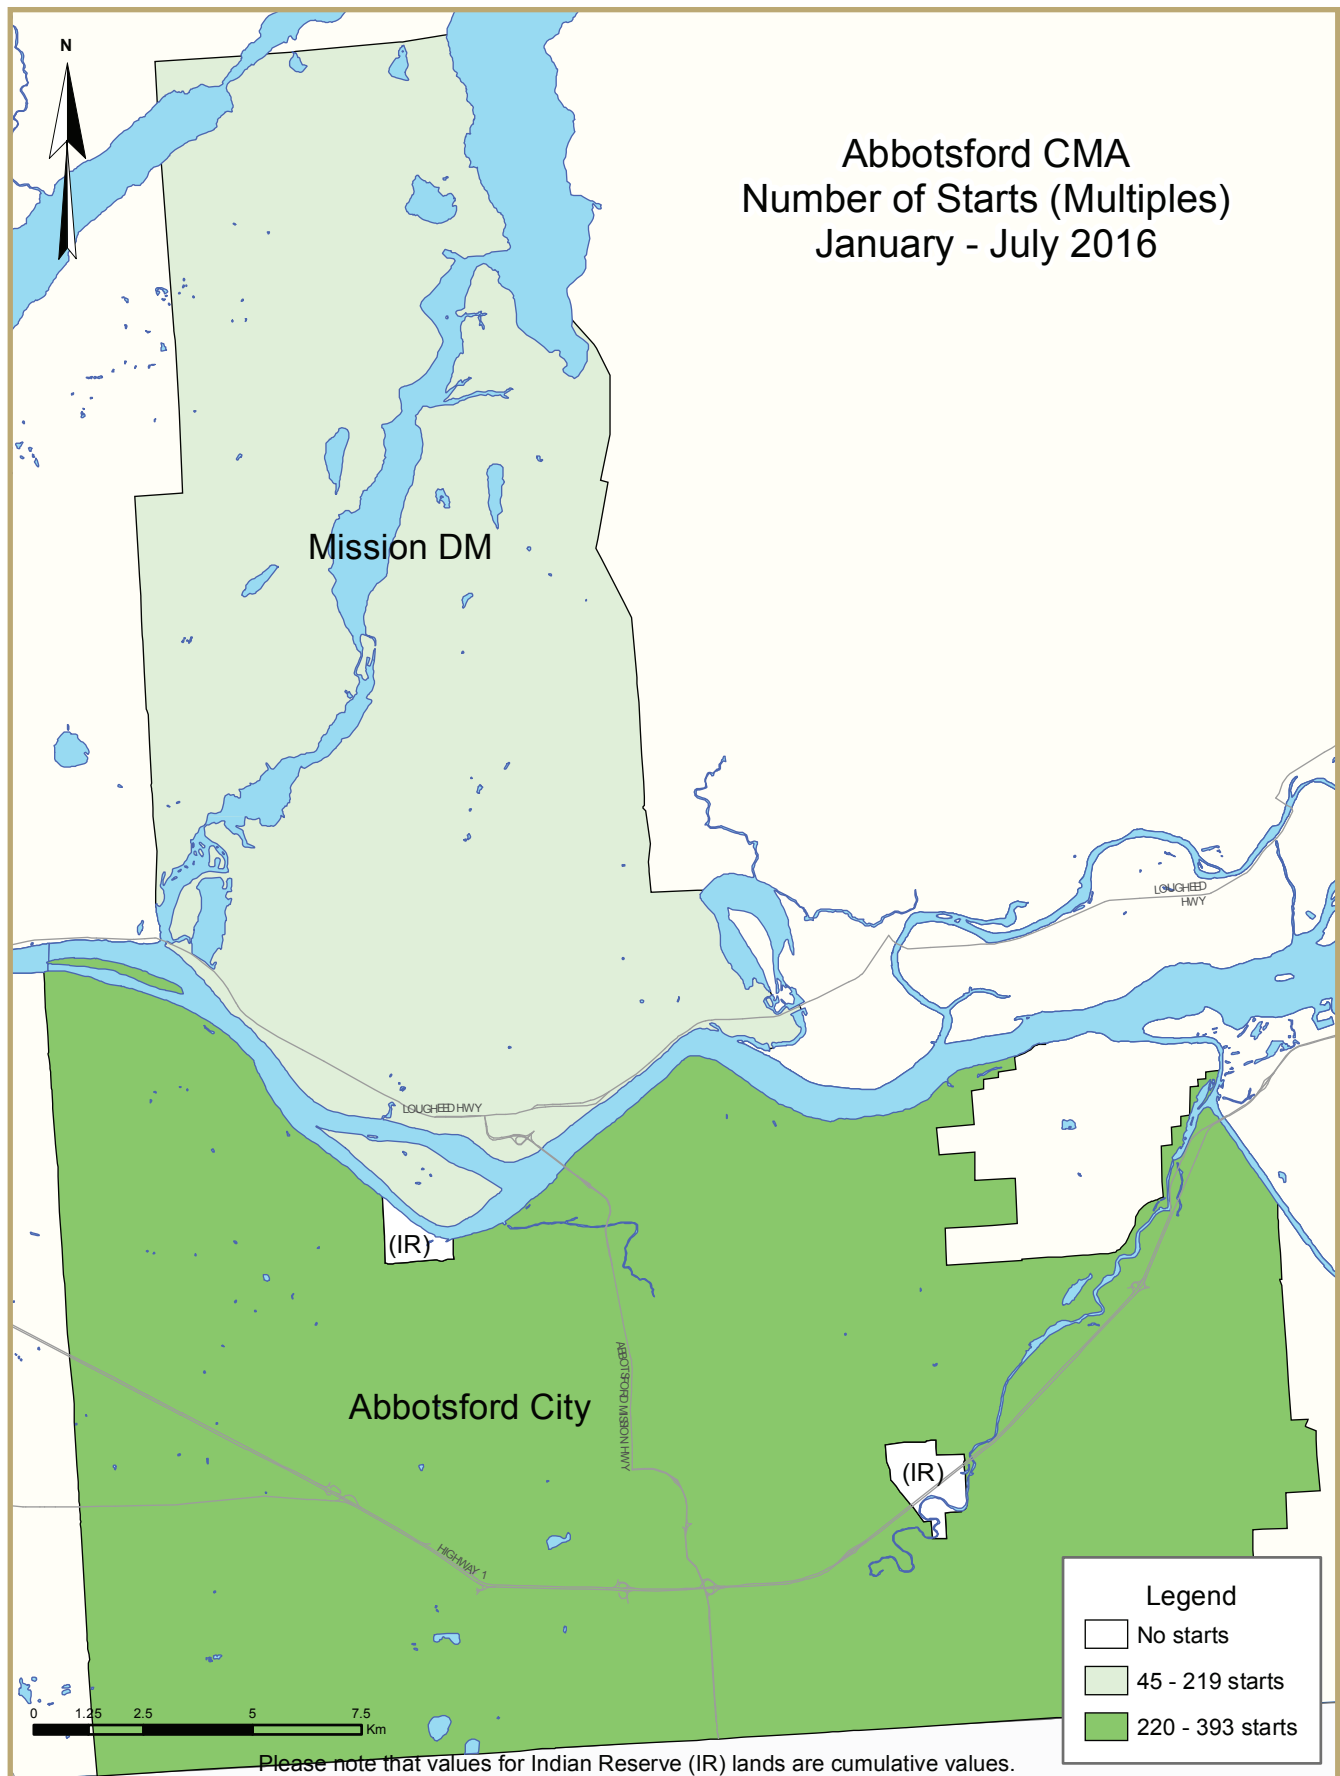 N
Abbotsford CMA
Number of Starts (Multiples)
January - July 2016
Mission DM
LOUGHEED
HWY
LOUGHEED HWY
(IR)
ABBOTSFORD MISSION HWY
Abbotsford City
(IR)
HIGHWAY 1
Legend
No starts
45 - 219 starts
220 - 393 starts
0 1.25 2.5 5 7.5
Km
Please note that values for Indian Reserve (IR) lands are cumulative values.